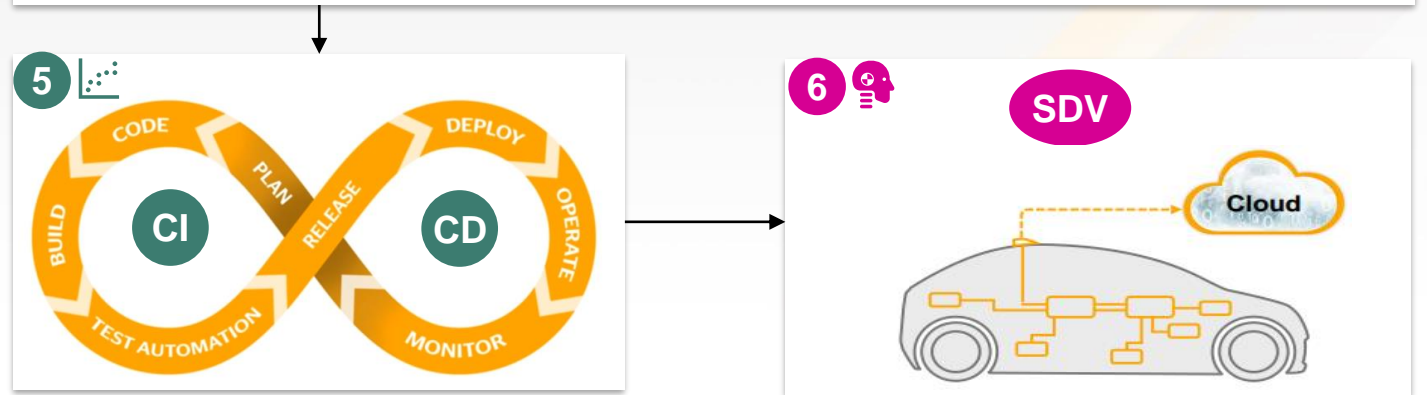 5
CODE
PLAN
BUILD
CI
TEST AUTOMATION
RELEASE
DEPLOY
OPERATE
CD
MONITOR
6
SDV
Cloud